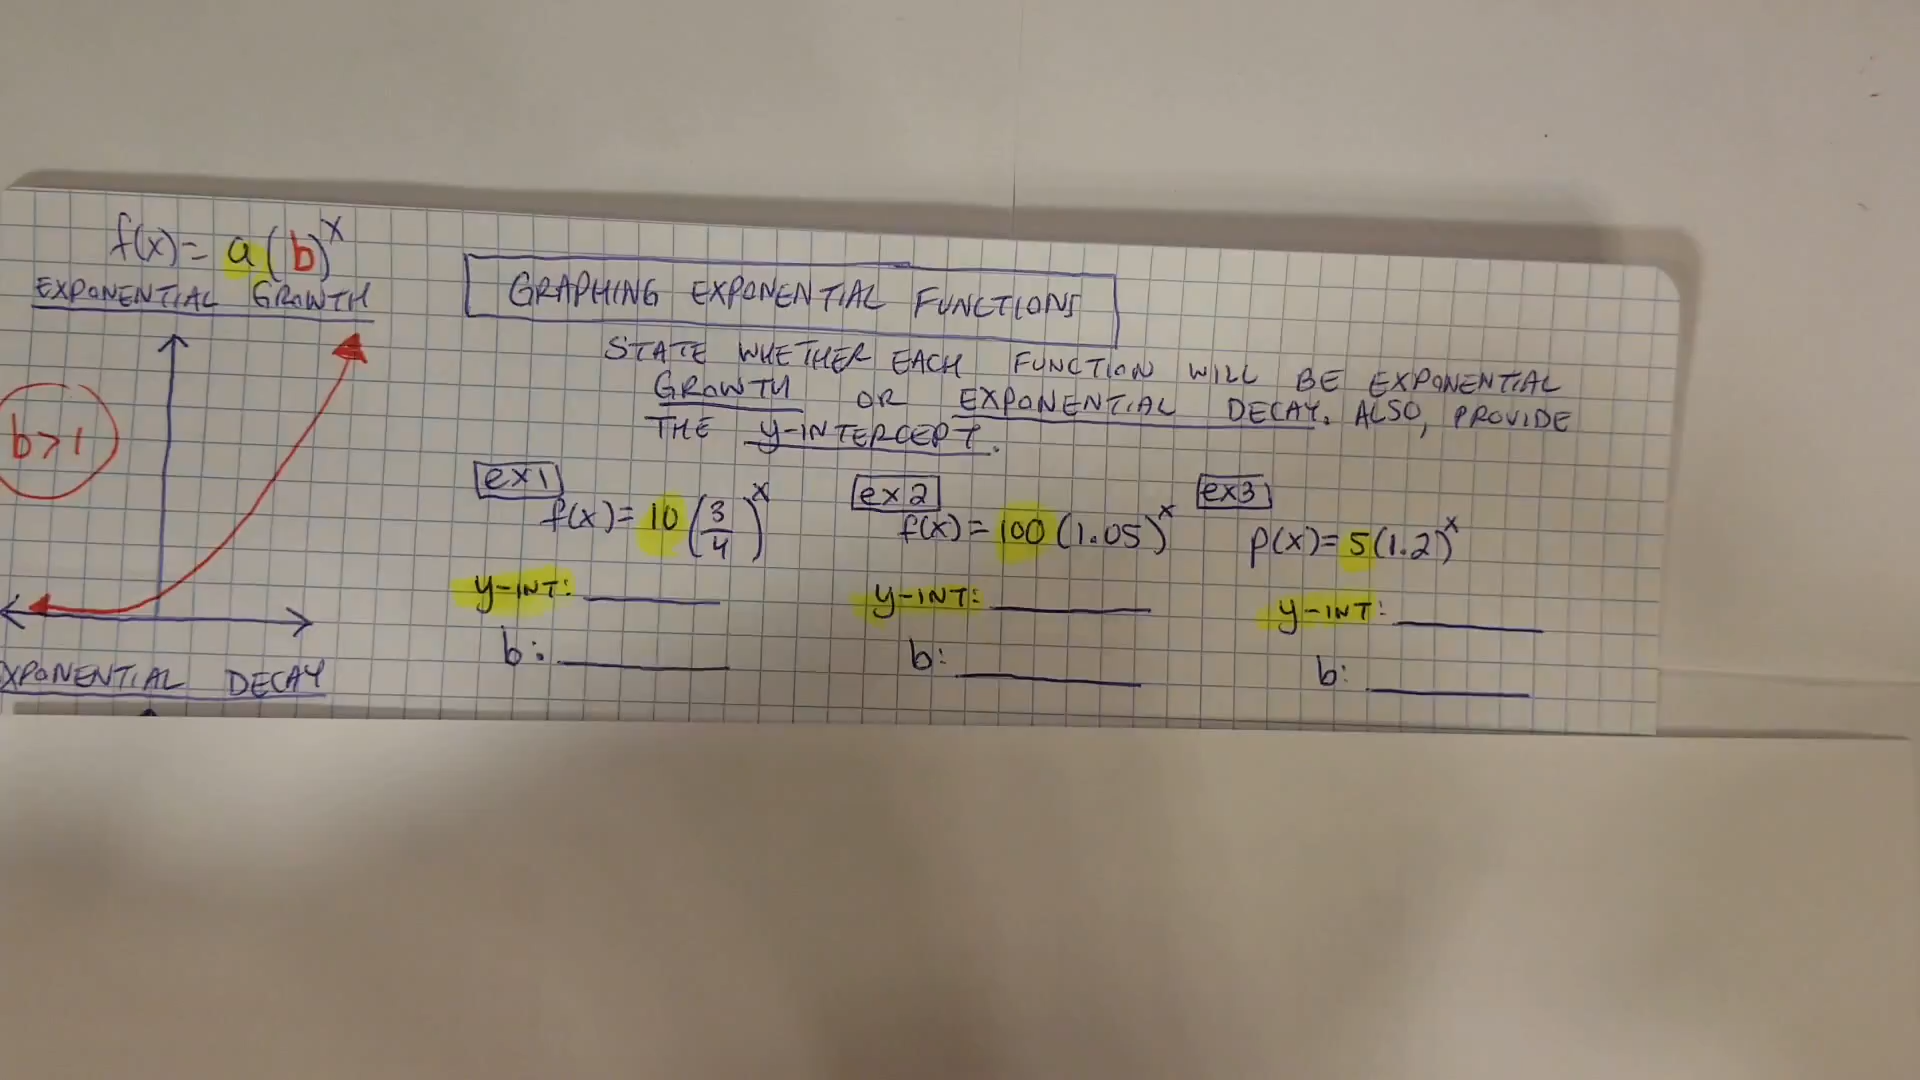 f(x)= a(b)^x
EXPONENTIAL GROWTH
b>1
XPONENTIAL DECAY
GRAPHING EXPONENTIAL FUNCTIONS
STATE WHETHER EACH FUNCTION WILL BE EXPONENTIAL
GROWTH OR EXPONENTIAL DECAY. ALSO, PROVIDE
THE y-INTERCEPT.
ex1
f(x)= 10(3/4)^x
y-INT:
b:
ex2
f(x)= 100(1.05)^x
y-INT:
b:
ex3
p(x)= 5(1.2)^x
y-INT:
b: